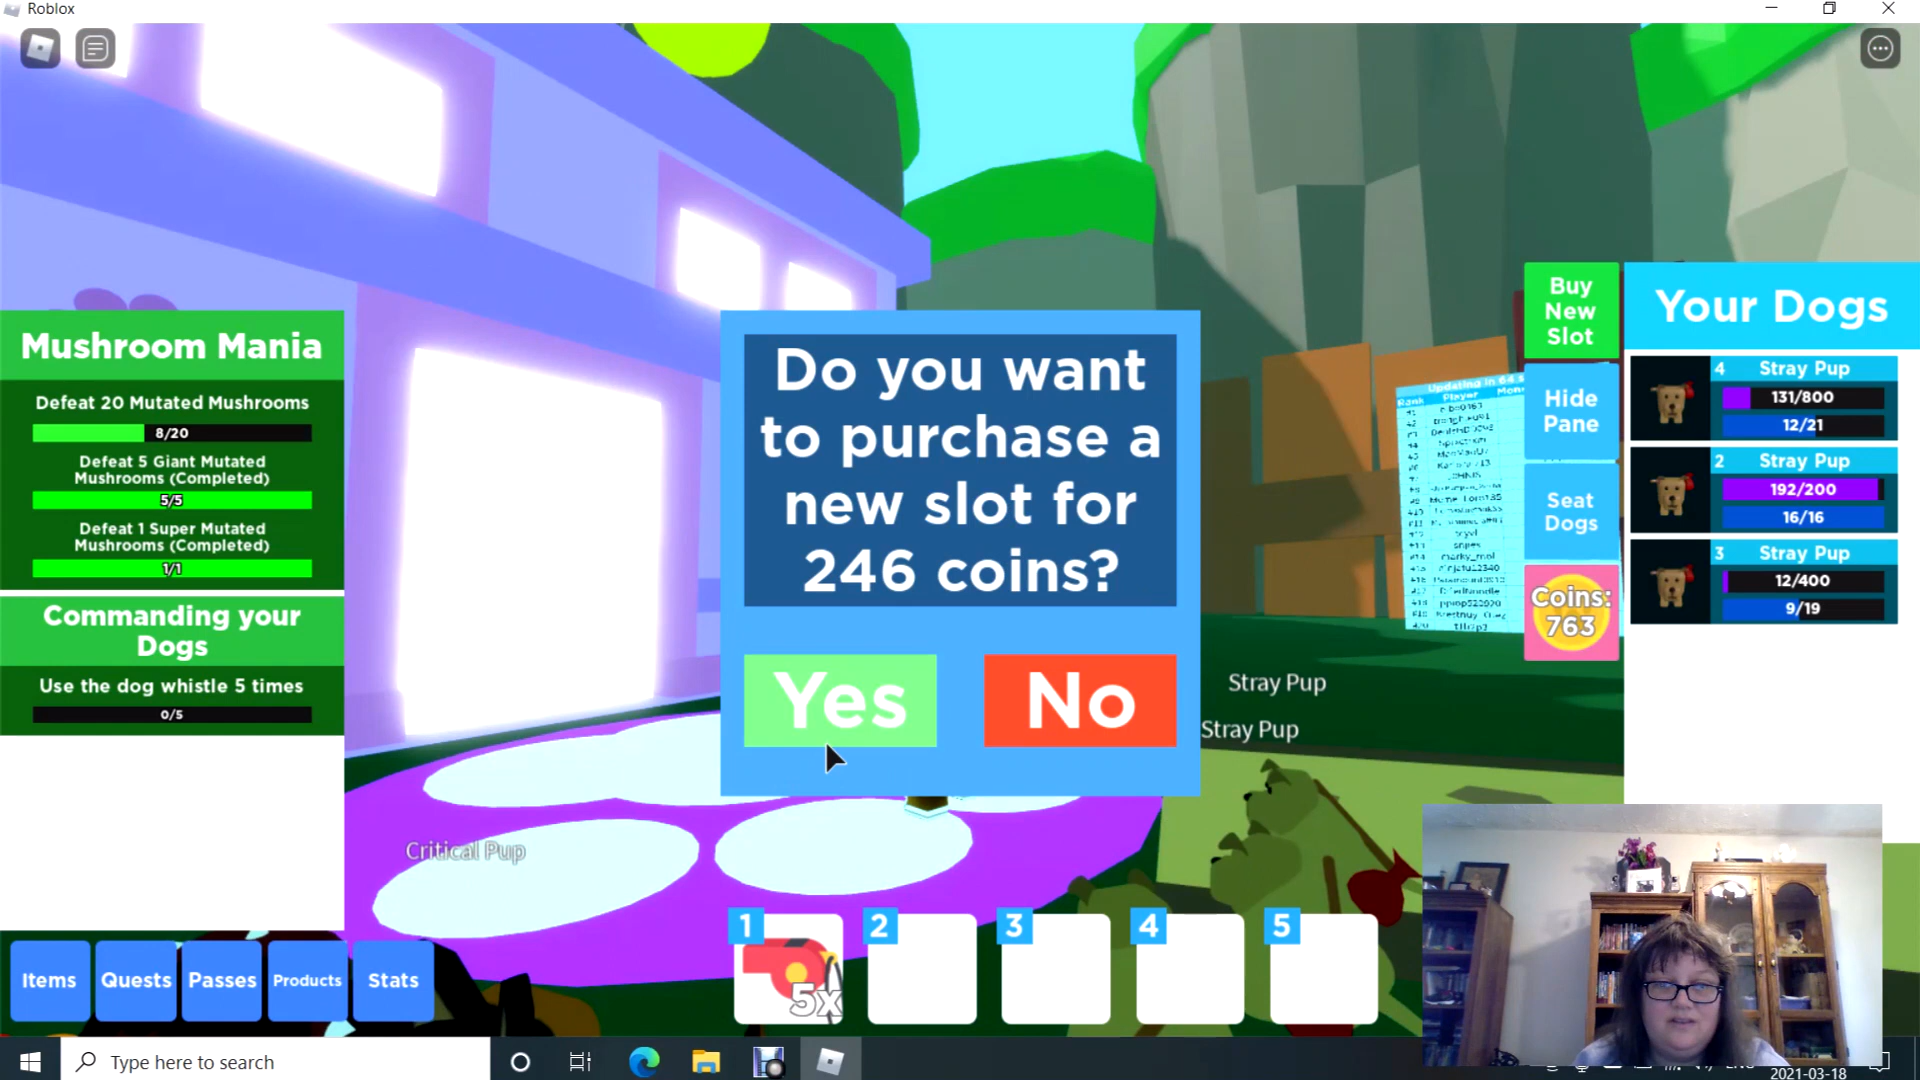 Roblox
Mushroom Mania
Defeat 20 Mutated Mushrooms
8/20
Defeat 5 Giant Mutated
Mushrooms (Completed)
5/5
Defeat 1 Super Mutated
Mushrooms (Completed)
1/1
Commanding your
Dogs
Use the dog whistle 5 times
0/5
Do you want
to purchase a
new slot for
246 coins?
Yes
No
Buy
New
Slot
Hide
Pane
Seat
Dogs
Coins:
763
Your Dogs
4 Stray Pup
131/800
12/21
2 Stray Pup
192/200
16/16
3 Stray Pup
12/400
9/19
Updating in 64
Rank Player
Stray Pup
Stray Pup
Critical Pup
1 2 3 4 5
5X
Items Quests Passes Products Stats
Type here to search
2021-03-18